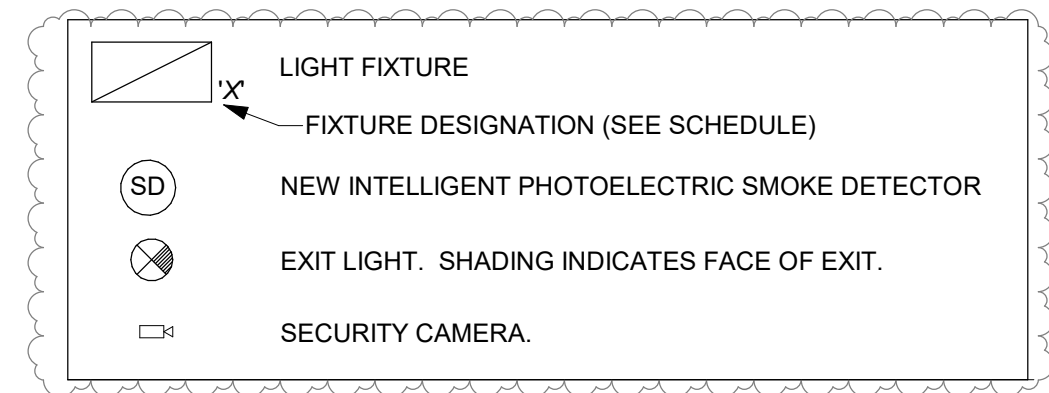 LIGHT FIXTURE
'X'
FIXTURE DESIGNATION (SEE SCHEDULE)
SD NEW INTELLIGENT PHOTOELECTRIC SMOKE DETECTOR
EXIT LIGHT. SHADING INDICATES FACE OF EXIT.
SECURITY CAMERA.